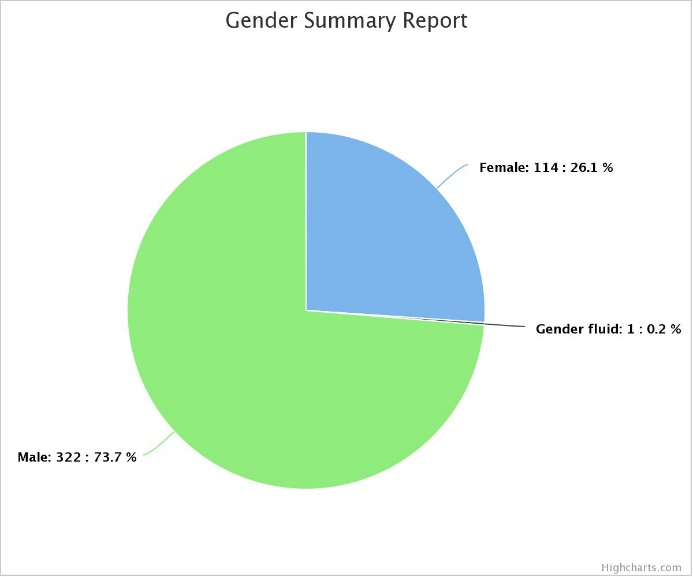 Gender Summary Report
Female: 114 : 26.1 %
Gender fluid: 1 : 0.2 %
Male: 322 : 73.7 %
Highcharts.com